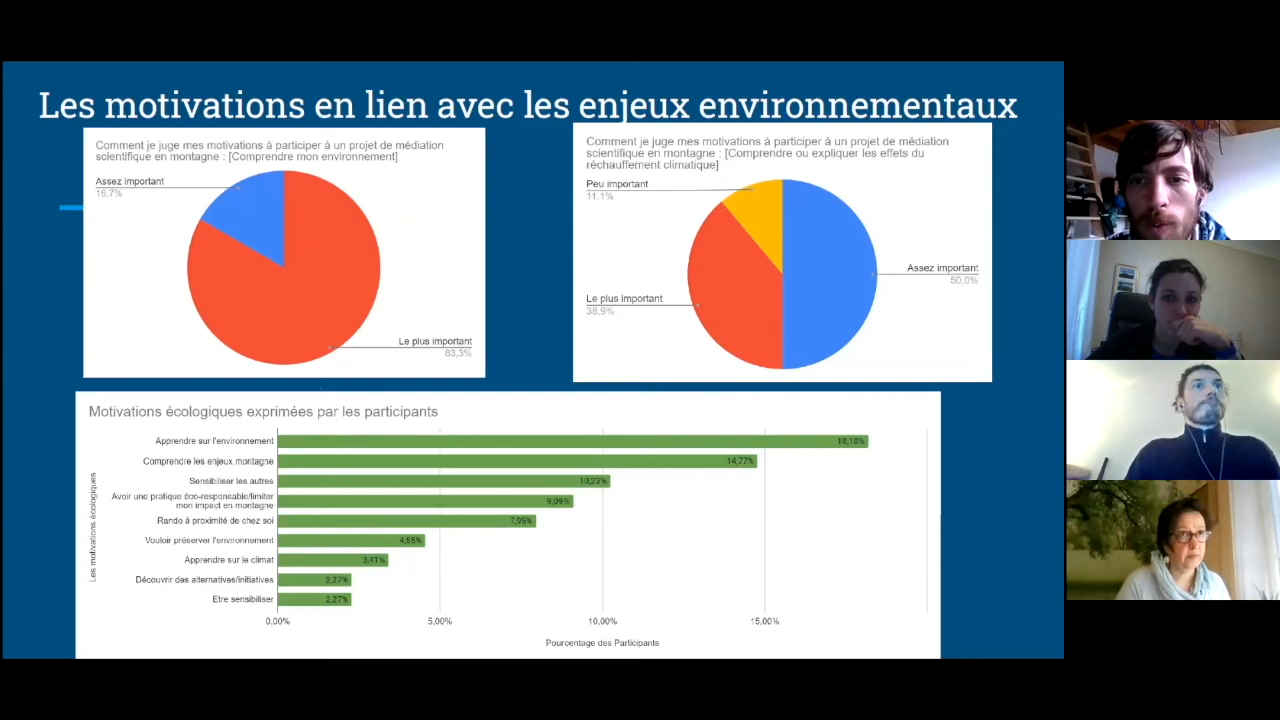 Les motivations en lien avec les enjeux environnementaux
Comment je juge mes motivations à participer à un projet de médiation
scientifique en montagne : [Comprendre mon environnement]
Assez important
16,7%
Le plus important
83,3%
Comment je juge mes motivations à participer à un projet de médiation
scientifique en montagne : [Comprendre ou expliquer les effets du
réchauffement climatique]
Peu important
11,1%
Assez important
50,0%
Le plus important
38,9%
Motivations écologiques exprimées par les participants
Les motivations écologiques
Apprendre sur l'environnement
18,18%
Comprendre les enjeux montagne
14,77%
Sensibiliser les autres
10,23%
Avoir une pratique éco-responsable/limiter
mon impact en montagne
9,09%
Rando à proximité de chez soi
7,95%
Vouloir préserver l'environnement
4,55%
Apprendre sur le climat
3,41%
Découvrir des alternatives/initiatives
2,27%
Etre sensibiliser
2,27%
0,00%
5,00%
10,00%
15,00%
Pourcentage des Participants